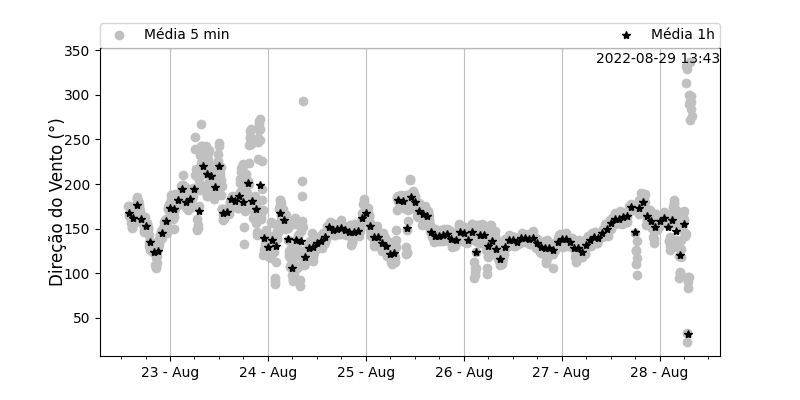 Média 5 min
Média 1h
2022-08-29 13:43
Direção do Vento (°)
350
300
250
200
150
100
50
23 - Aug
24 - Aug
25 - Aug
26 - Aug
27 - Aug
28 - Aug